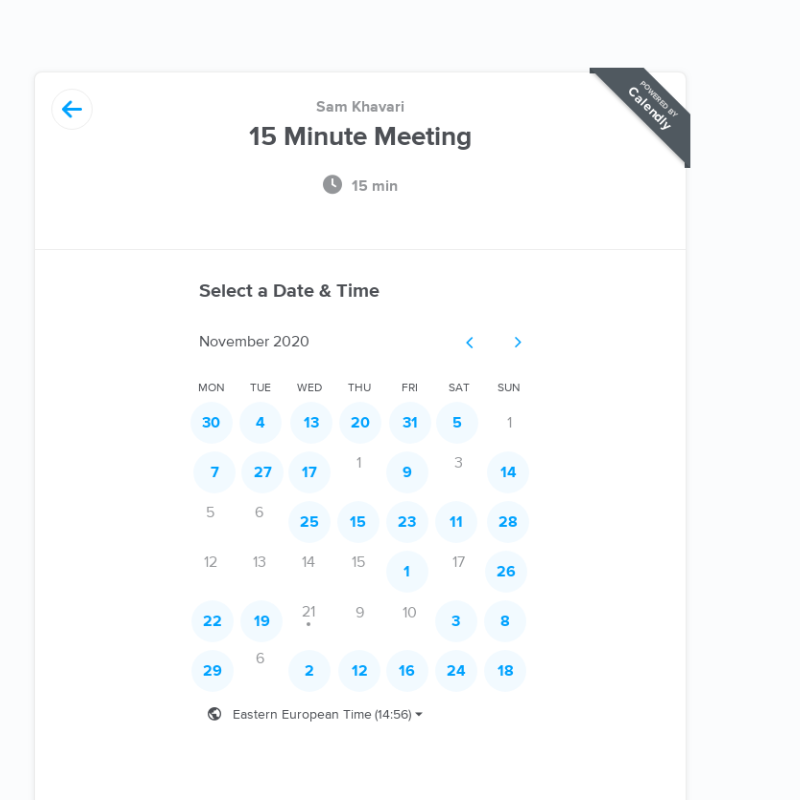 Sam Khavari
POWERED BY
Calendly
15 Minute Meeting
15 min
Select a Date & Time
November 2020
MON TUE WED THU FRI SAT SUN
30 4 13 20 31 5 1
7 27 17 1 9 3 14
5 6 25 15 23 11 28
12 13 14 15 1 17 26
22 19 21 9 10 3 8
29 6 2 12 16 24 18
Eastern European Time (14:56)